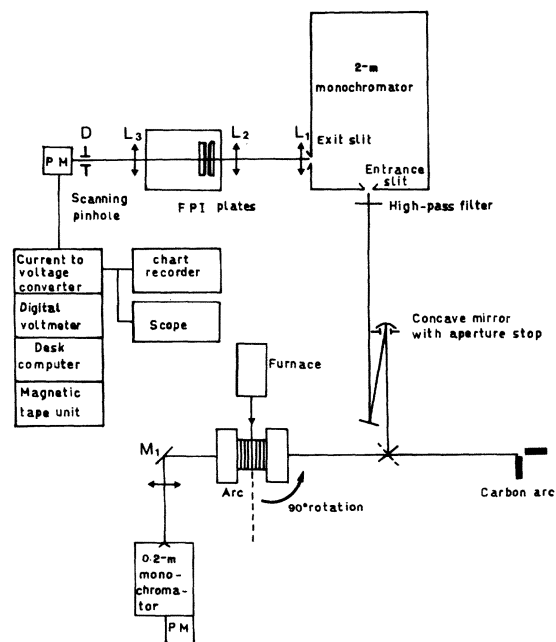 2-m
monochromator
D
L3
L2
L1
Exit slit
PM
Entrance
slit
Scanning
pinhole
FPI plates
High-pass filter
Current to
voltage
converter
chart
recorder
Digital
voltmeter
Scope
Desk
computer
Magnetic
tape unit
Concave mirror
with aperture stop
Furnace
M1
Arc
90° rotation
Carbon arc
0.2-m
mono-
chroma-
tor
PM